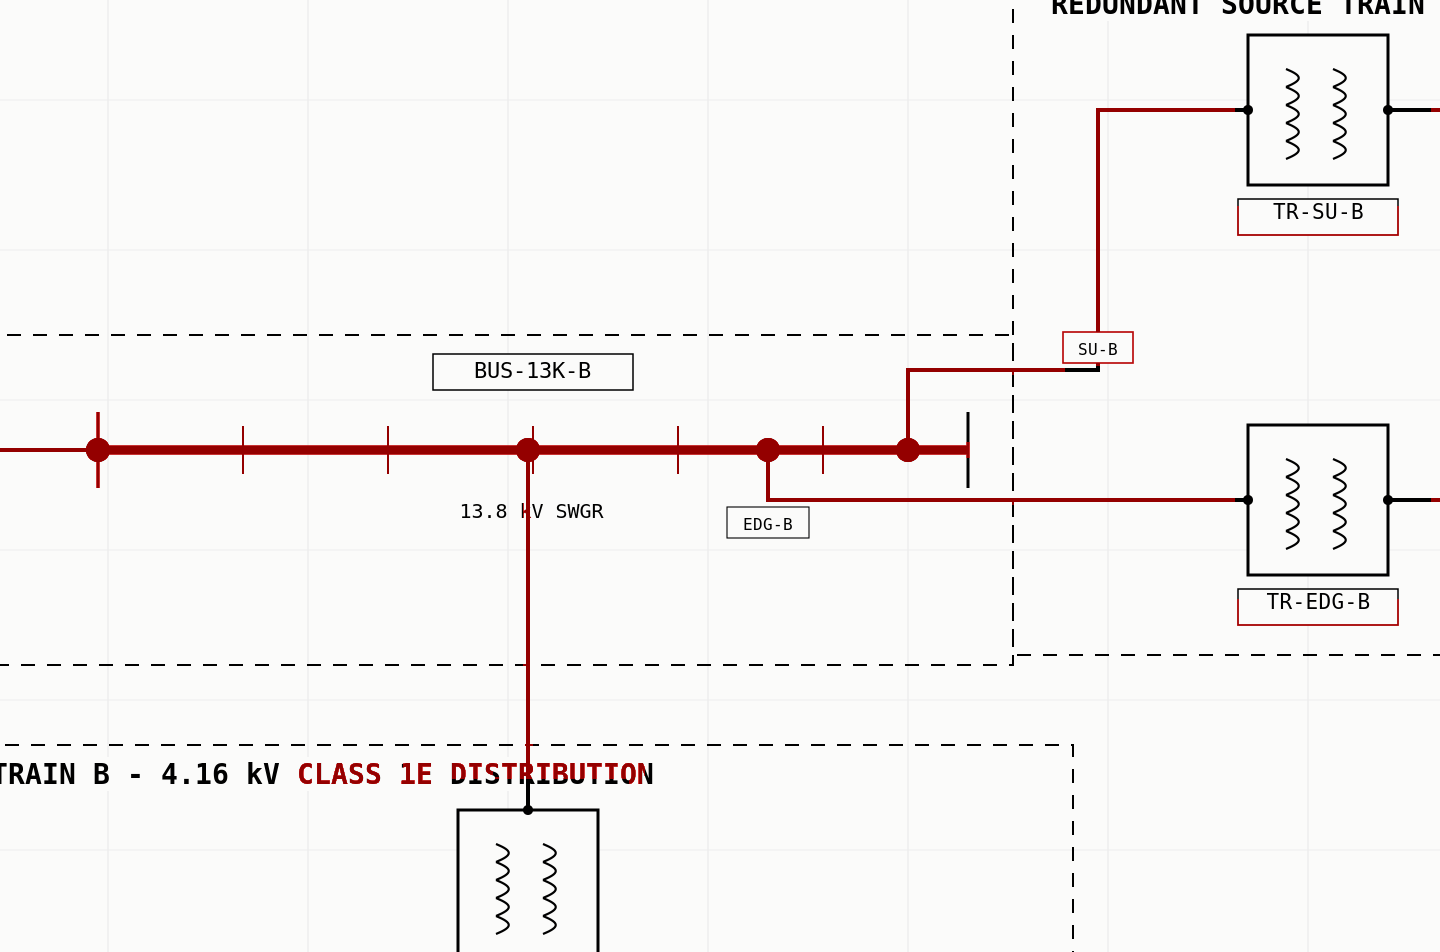 REDUNDANT SOURCE TRAIN
TR-SU-B
SU-B
BUS-13K-B
13.8 kV SWGR
EDG-B
TR-EDG-B
TRAIN B - 4.16 kV CLASS 1E DISTRIBUTION